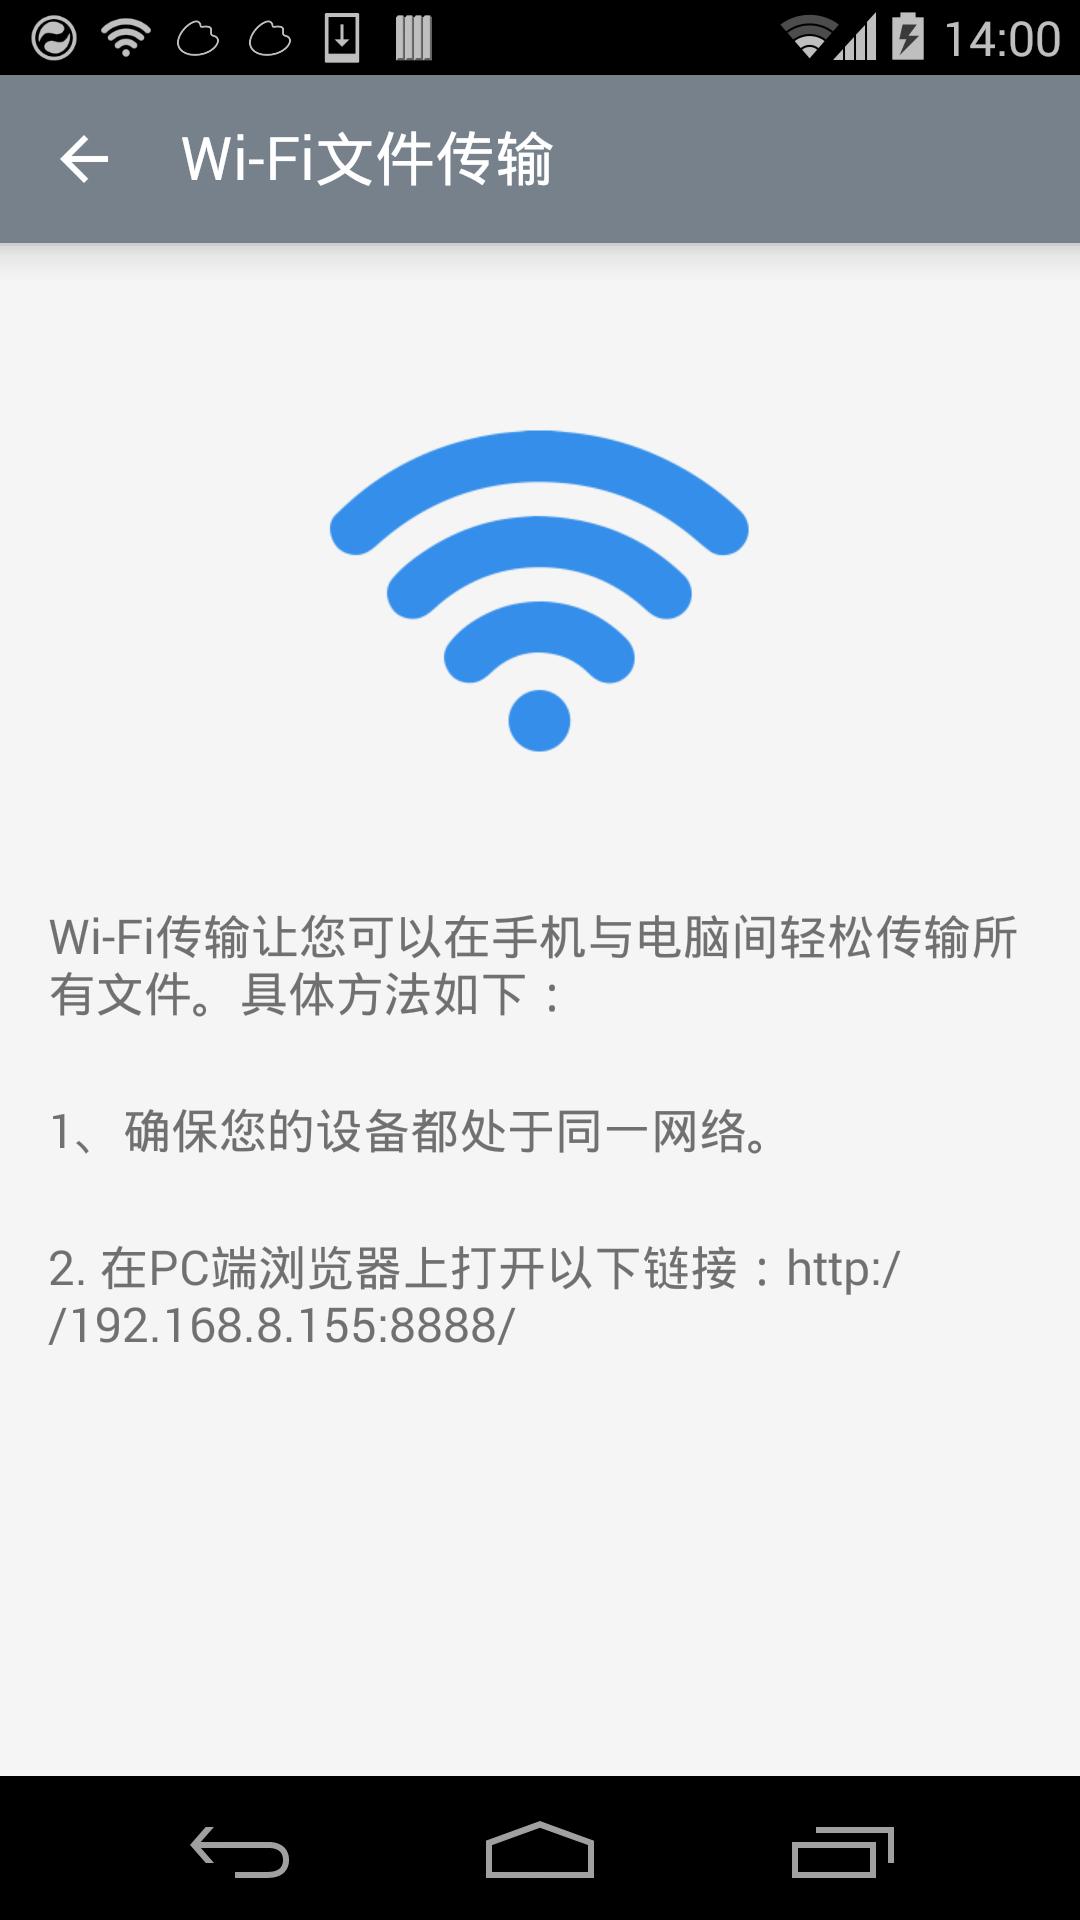 14:00
Wi-Fi文件传输
Wi-Fi传输让您可以在手机与电脑间轻松传输所
有文件。具体方法如下：
1、确保您的设备都处于同一网络。
2. 在PC端浏览器上打开以下链接：http:/
/192.168.8.155:8888/